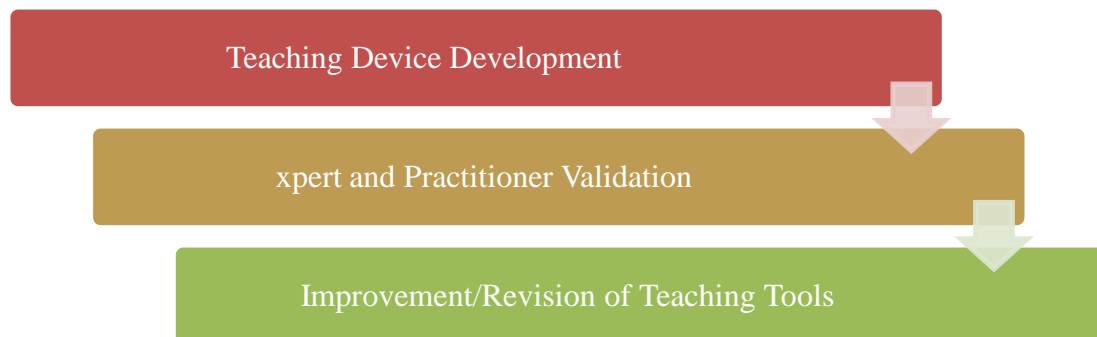 Teaching Device Development
xpert and Practitioner Validation
Improvement/Revision of Teaching Tools